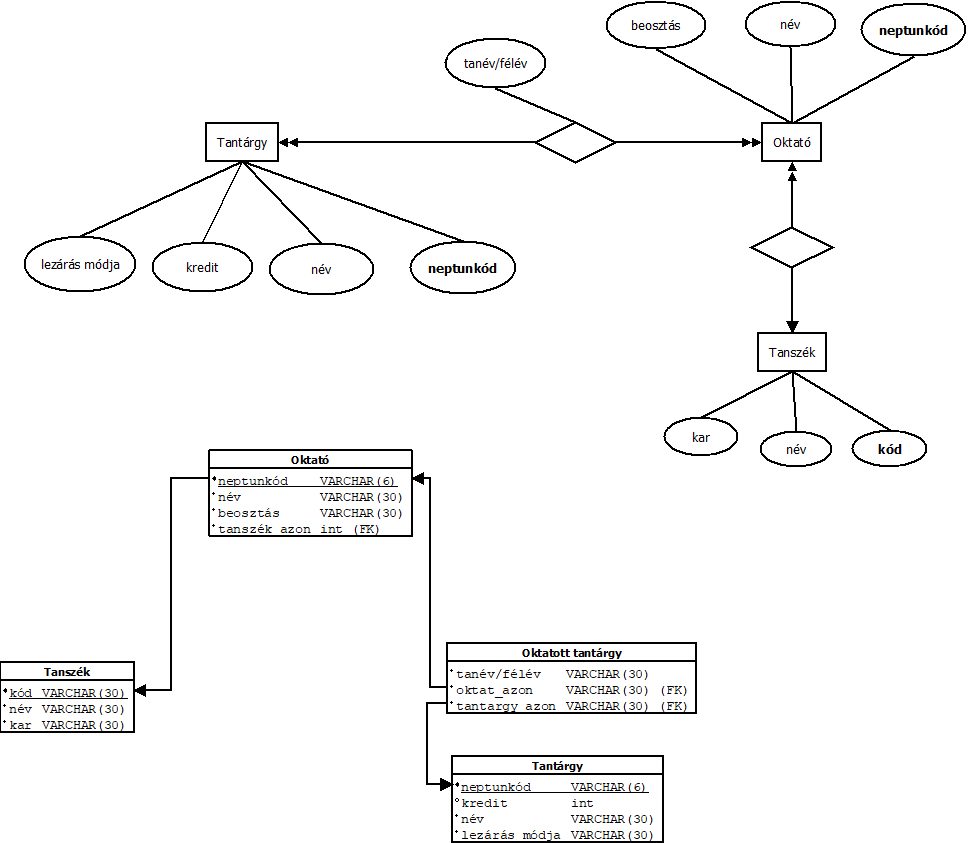 beosztás
név
neptunkód
tanév/félév
Tantárgy
Oktató
lezárás módja
kredit
név
neptunkód
Tanszék
kar
név
kód
Oktató
neptunkód VARCHAR(6)
név VARCHAR(30)
beosztás VARCHAR(30)
tanszék_azon int (FK)
Tanszék
kód VARCHAR(30)
név VARCHAR(30)
kar VARCHAR(30)
Oktatott tantárgy
tanév/félév VARCHAR(30)
oktat_azon VARCHAR(30) (FK)
tantargy_azon VARCHAR(30) (FK)
Tantárgy
neptunkód VARCHAR(6)
kredit int
név VARCHAR(30)
lezárás módja VARCHAR(30)